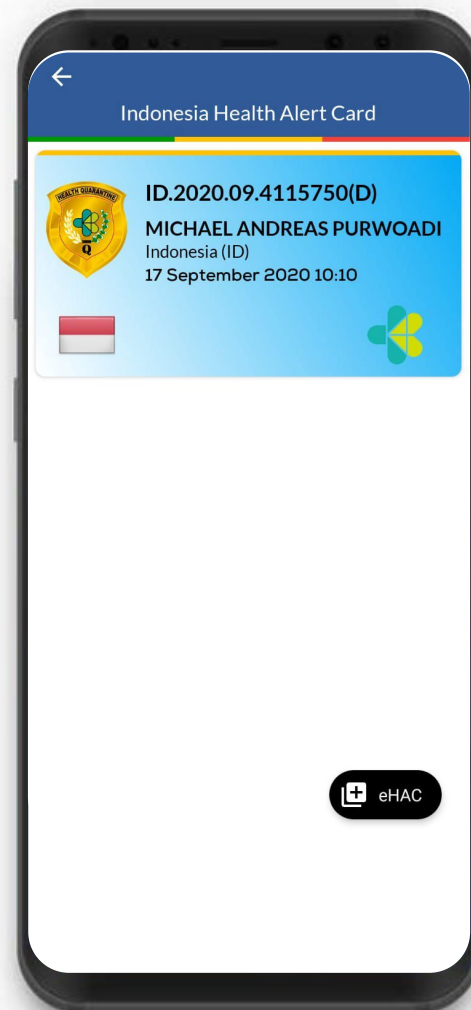 Indonesia Health Alert Card
HEALTH QUARANTINE
Q
ID.2020.09.4115750(D)
MICHAEL ANDREAS PURWOADI
Indonesia (ID)
17 September 2020 10:10
eHAC